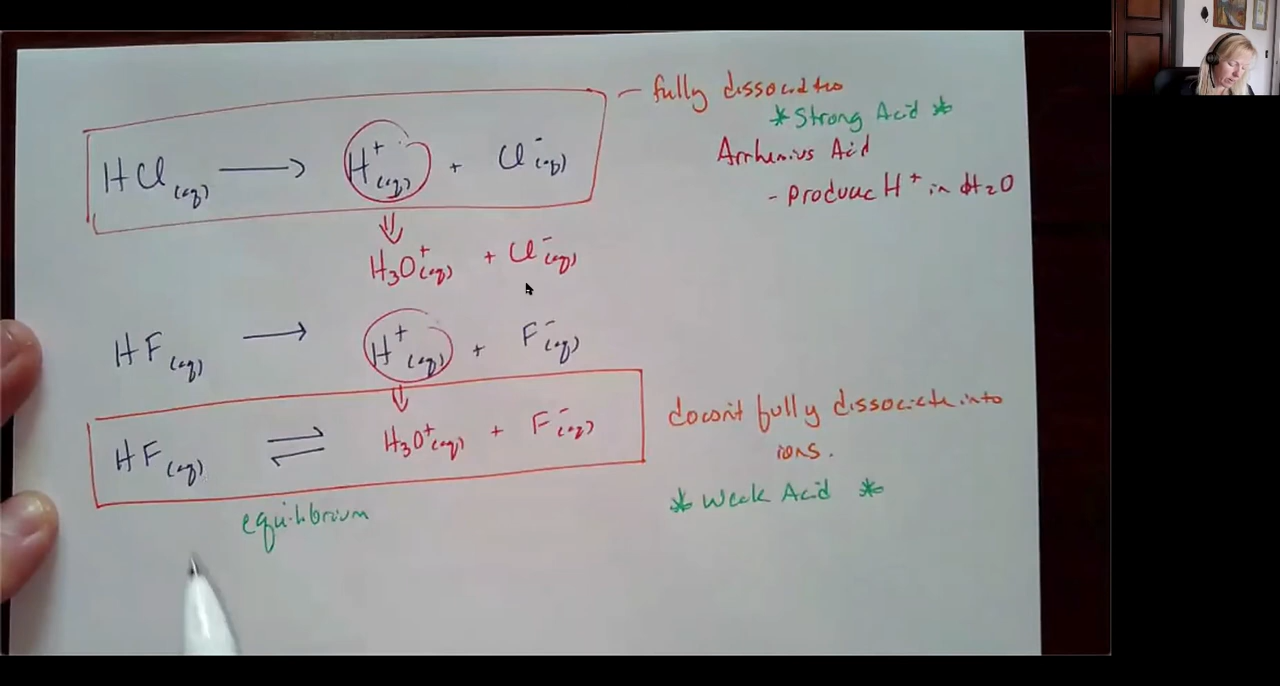 fully dissociates
* Strong Acid *
HCl(aq) ⟶ H⁺(aq) + Cl⁻(aq)
Arrhenius Acid
- Produce H⁺ in H₂O
⇓
H₃O⁺(aq) + Cl⁻(aq)
HF(aq) ⟶ H⁺(aq) + F⁻(aq)
⇓
HF(aq) ⇌ H₃O⁺(aq) + F⁻(aq)
doesn't fully dissociate into
ions.
* Weak Acid *
equilibrium